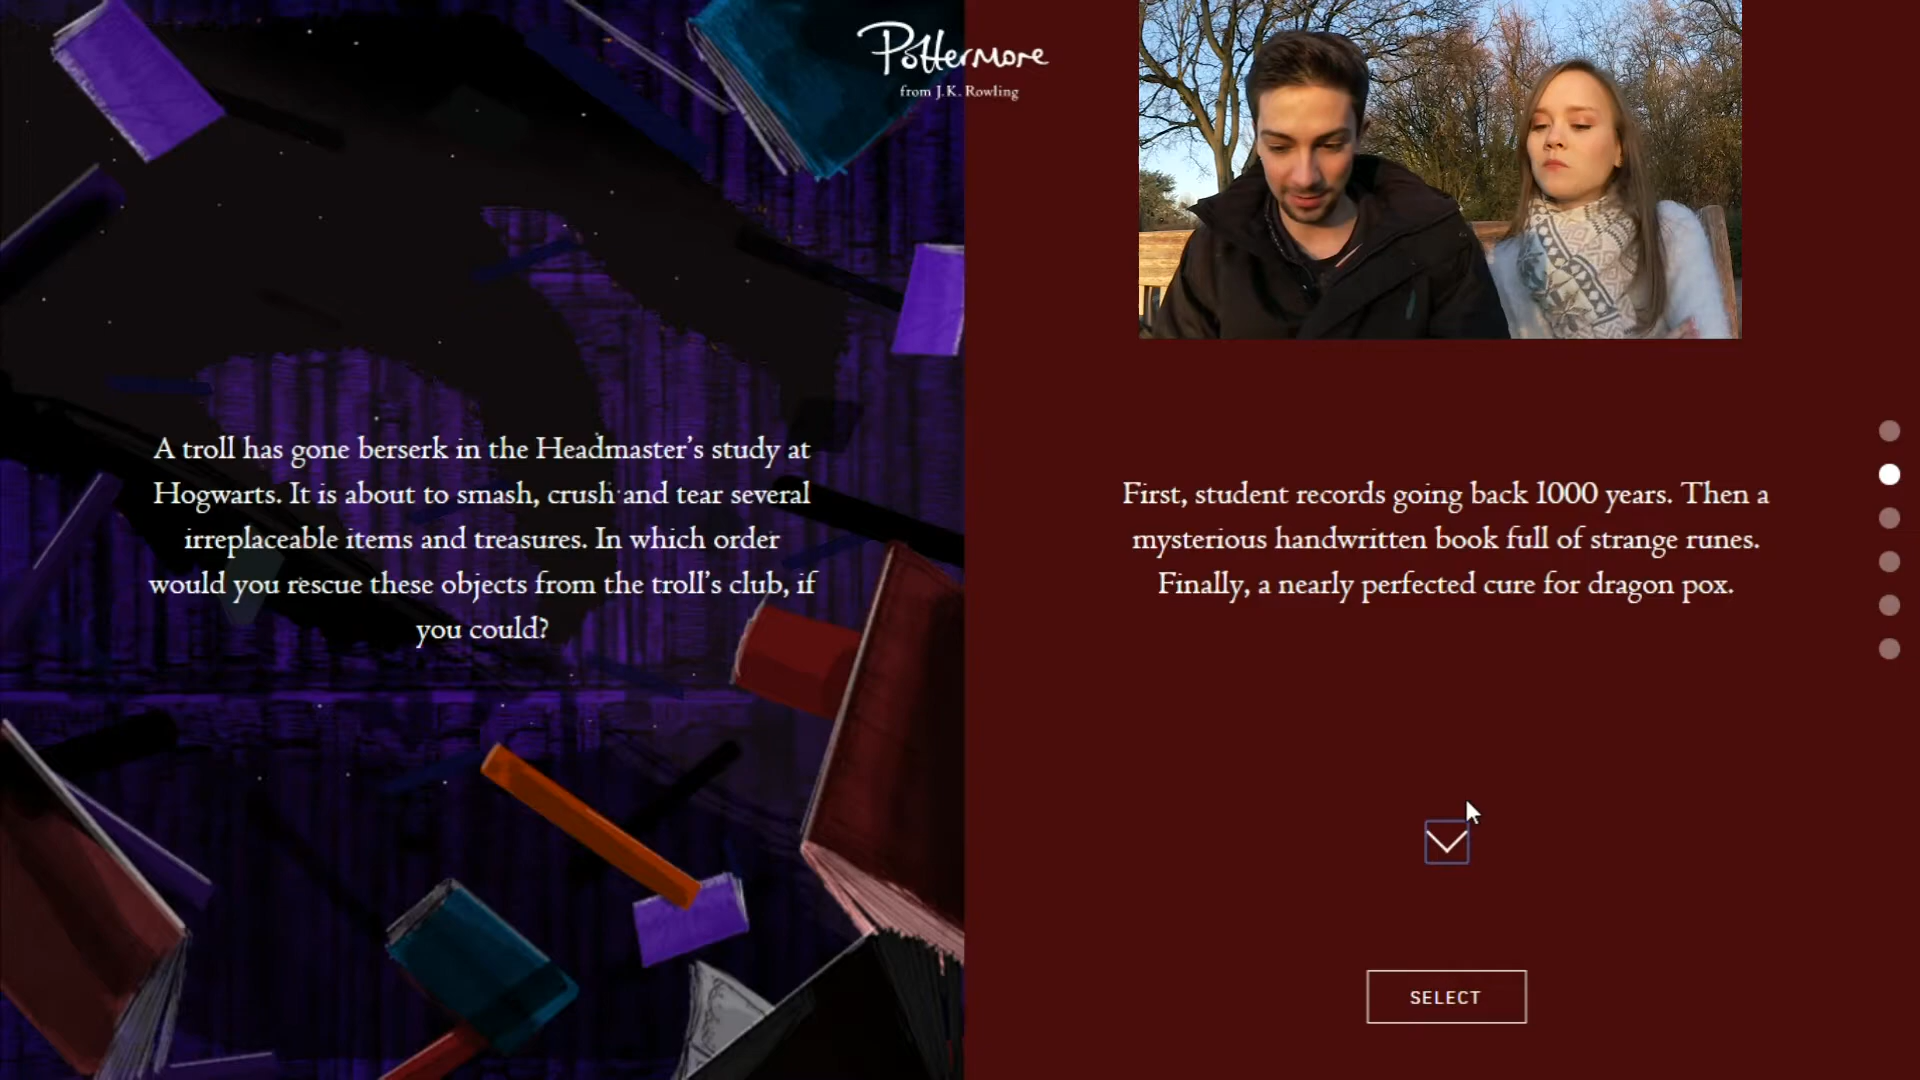 Pottermore
from J.K. Rowling
A troll has gone berserk in the Headmaster's study at
Hogwarts. It is about to smash, crush and tear several
irreplaceable items and treasures. In which order
would you rescue these objects from the troll's club, if
you could?
First, student records going back 1000 years. Then a
mysterious handwritten book full of strange runes.
Finally, a nearly perfected cure for dragon pox.
SELECT